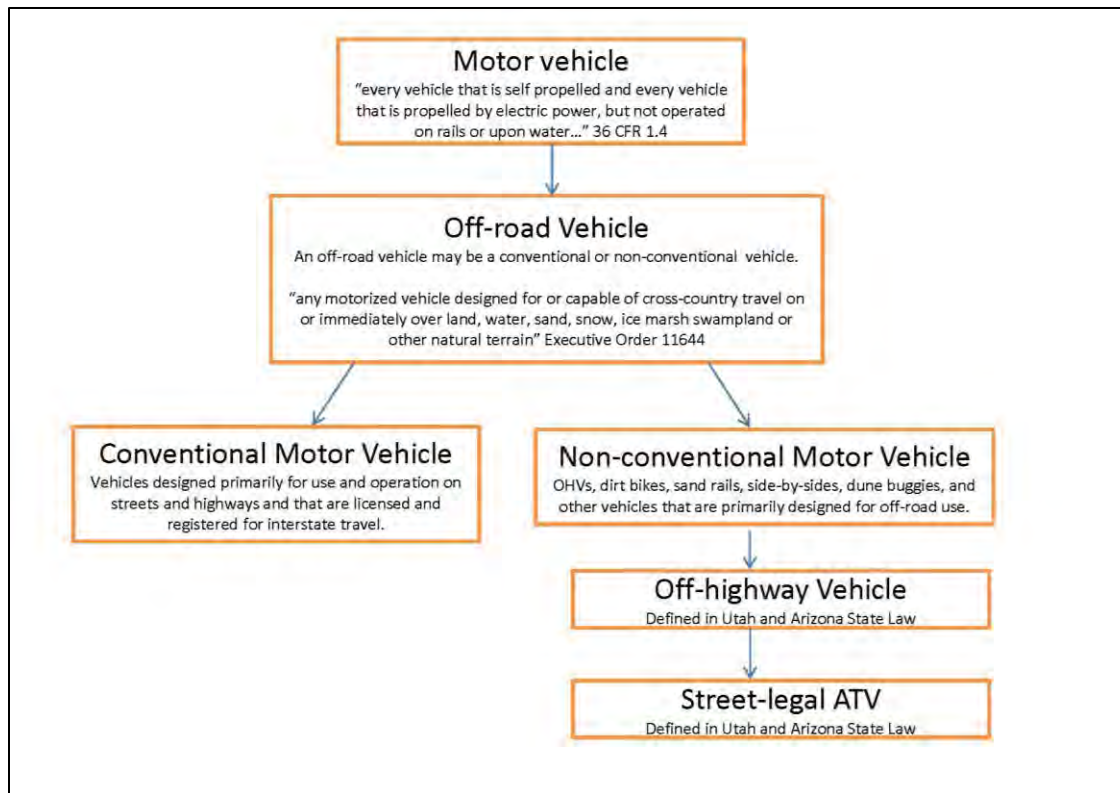 Motor vehicle
"every vehicle that is self propelled and every vehicle
that is propelled by electric power, but not operated
on rails or upon water..." 36 CFR 1.4
Off-road Vehicle
An off-road vehicle may be a conventional or non-conventional vehicle.
"any motorized vehicle designed for or capable of cross-country travel on
or immediately over land, water, sand, snow, ice marsh swampland or
other natural terrain" Executive Order 11644
Conventional Motor Vehicle
Vehicles designed primarily for use and operation on
streets and highways and that are licensed and
registered for interstate travel.
Non-conventional Motor Vehicle
OHVs, dirt bikes, sand rails, side-by-sides, dune buggies, and
other vehicles that are primarily designed for off-road use.
Off-highway Vehicle
Defined in Utah and Arizona State Law
Street-legal ATV
Defined in Utah and Arizona State Law